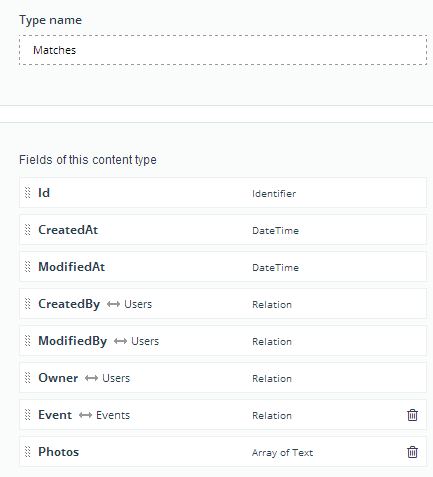 Type name
Matches
Fields of this content type
Id Identifier
CreatedAt DateTime
ModifiedAt DateTime
CreatedBy ↔ Users Relation
ModifiedBy ↔ Users Relation
Owner ↔ Users Relation
Event ↔ Events Relation
Photos Array of Text